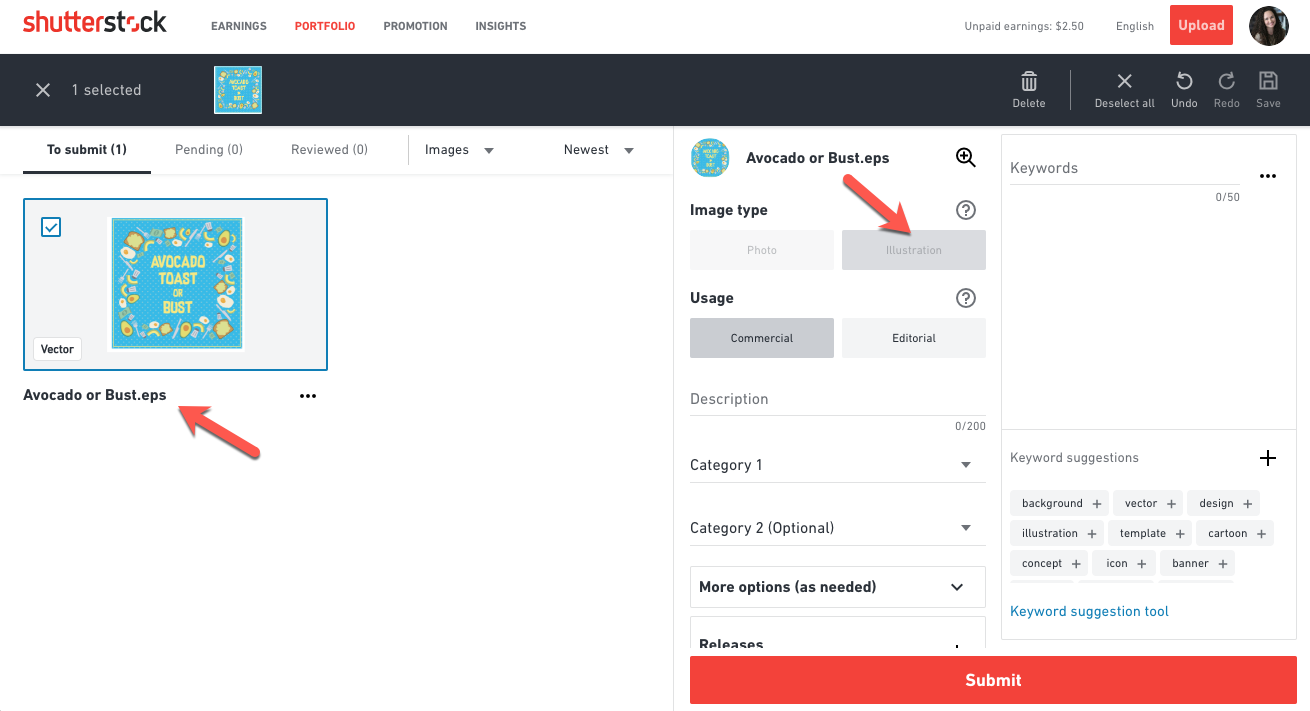 shutterstock EARNINGS PORTFOLIO PROMOTION INSIGHTS Unpaid earnings: $2.50 English Upload
1 selected
AVOCADO
TOAST
OR
BUST
Delete Deselect all Undo Redo Save
To submit (1) Pending (0) Reviewed (0) Images Newest
AVOCADO
TOAST
OR
BUST
Vector
Avocado or Bust.eps
Avocado or Bust.eps
Image type
Photo Illustration
Usage
Commercial Editorial
Description
0/200
Category 1
Category 2 (Optional)
More options (as needed)
Releases
Keywords
0/50
Keyword suggestions
background + vector + design +
illustration + template + cartoon +
concept + icon + banner +
Keyword suggestion tool
Submit